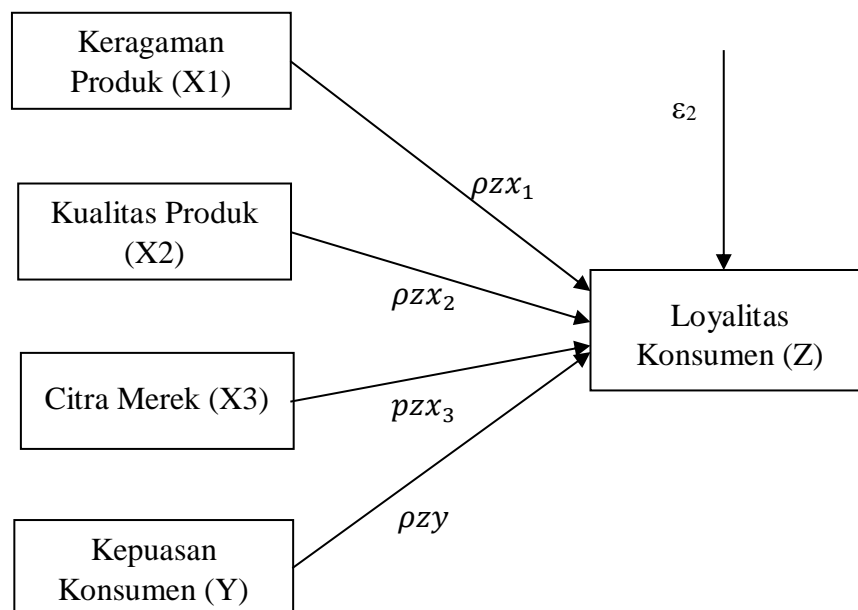 Keragaman
Produk (X1)
ε₂
ρzx₁
Kualitas Produk
(X2)
ρzx₂
Loyalitas
Konsumen (Z)
Citra Merek (X3)
pzx₃
ρzy
Kepuasan
Konsumen (Y)